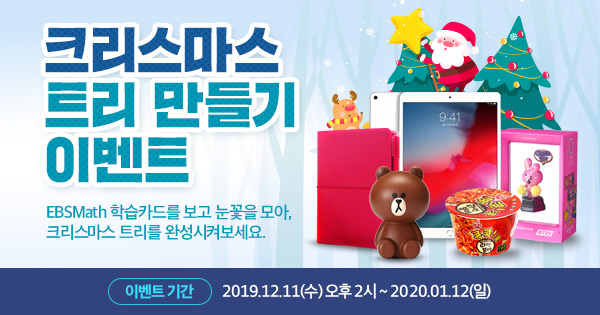 크리스마스
트리 만들기
이벤트
EBSMath 학습카드를 보고 눈꽃을 모아,
크리스마스 트리를 완성시켜보세요.
9:41
이벤트 기간
2019.12.11(수) 오후 2시 ~ 2020.01.12(일)